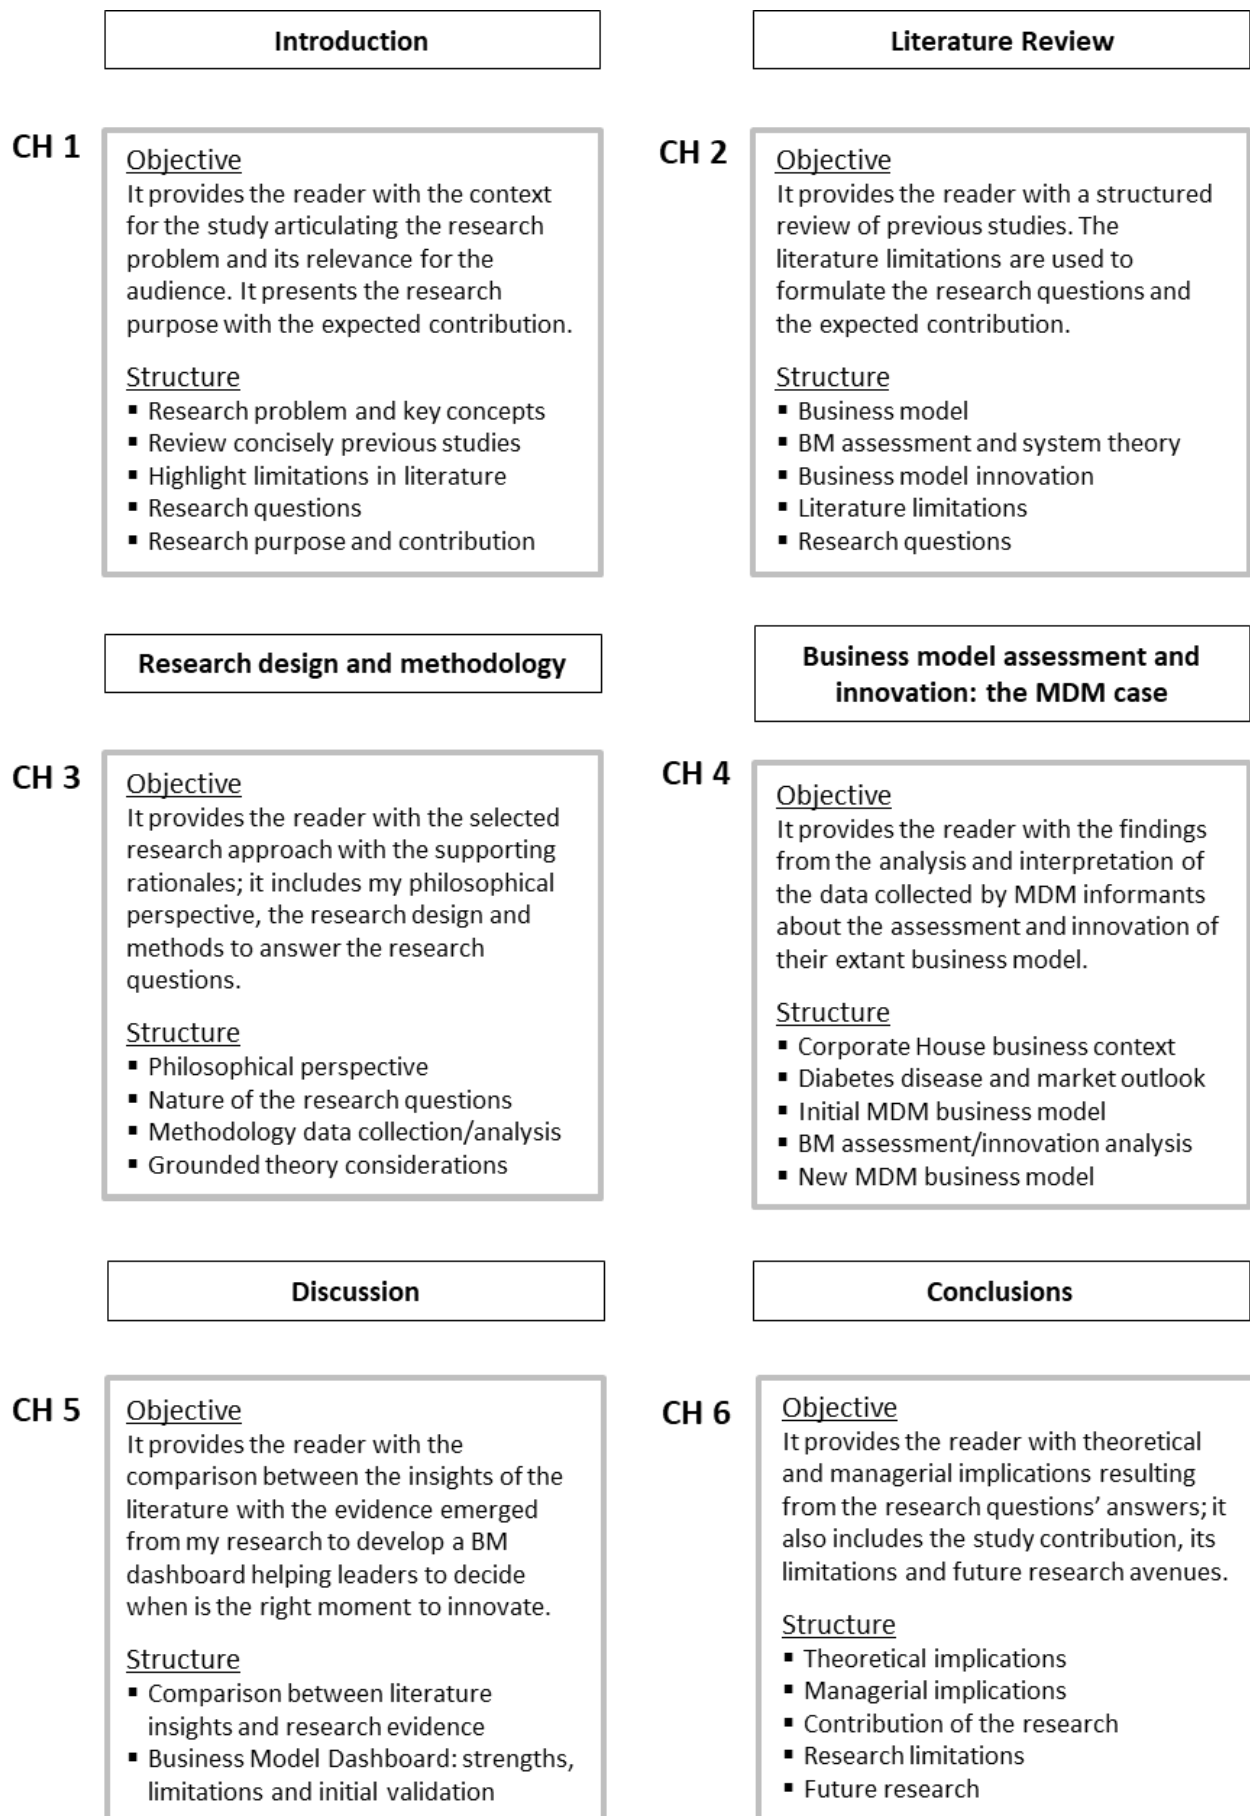 Introduction
CH 1
Objective
It provides the reader with the context
for the study articulating the research
problem and its relevance for the
audience. It presents the research
purpose with the expected contribution.
Structure
▪ Research problem and key concepts
▪ Review concisely previous studies
▪ Highlight limitations in literature
▪ Research questions
▪ Research purpose and contribution
Literature Review
CH 2
Objective
It provides the reader with a structured
review of previous studies. The
literature limitations are used to
formulate the research questions and
the expected contribution.
Structure
▪ Business model
▪ BM assessment and system theory
▪ Business model innovation
▪ Literature limitations
▪ Research questions
Research design and methodology
CH 3
Objective
It provides the reader with the selected
research approach with the supporting
rationales; it includes my philosophical
perspective, the research design and
methods to answer the research
questions.
Structure
▪ Philosophical perspective
▪ Nature of the research questions
▪ Methodology data collection/analysis
▪ Grounded theory considerations
Business model assessment and
innovation: the MDM case
CH 4
Objective
It provides the reader with the findings
from the analysis and interpretation of
the data collected by MDM informants
about the assessment and innovation of
their extant business model.
Structure
▪ Corporate House business context
▪ Diabetes disease and market outlook
▪ Initial MDM business model
▪ BM assessment/innovation analysis
▪ New MDM business model
Discussion
CH 5
Objective
It provides the reader with the
comparison between the insights of the
literature with the evidence emerged
from my research to develop a BM
dashboard helping leaders to decide
when is the right moment to innovate.
Structure
▪ Comparison between literature
insights and research evidence
▪ Business Model Dashboard: strengths,
limitations and initial validation
Conclusions
CH 6
Objective
It provides the reader with theoretical
and managerial implications resulting
from the research questions’ answers; it
also includes the study contribution, its
limitations and future research avenues.
Structure
▪ Theoretical implications
▪ Managerial implications
▪ Contribution of the research
▪ Research limitations
▪ Future research